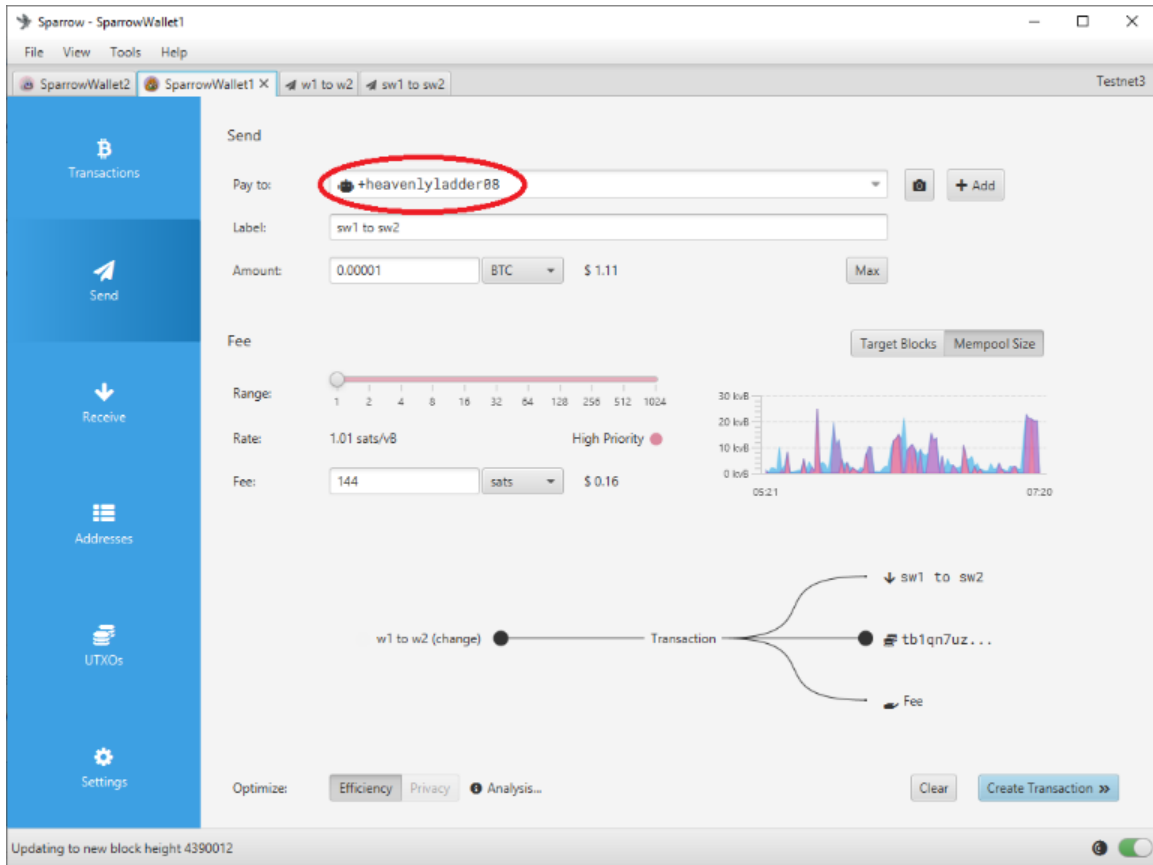 Sparrow - SparrowWallet1
File View Tools Help
SparrowWallet2 SparrowWallet1 w1 to w2 sw1 to sw2 Testnet3
Transactions
Send
Receive
Addresses
UTXOs
Settings
Send
Pay to: +heavenlyladder08 + Add
Label: sw1 to sw2
Amount: 0.00001 BTC $ 1.11 Max
Fee Target Blocks Mempool Size
Range: 1 2 4 8 16 32 64 128 256 512 1024
Rate: 1.01 sats/vB High Priority
Fee: 144 sats $ 0.16
30 kvB
20 kvB
10 kvB
0 kvB
05:21 07:20
sw1 to sw2
w1 to w2 (change) Transaction tb1qn7uz...
Fee
Optimize: Efficiency Privacy Analysis... Clear Create Transaction
Updating to new block height 4390012